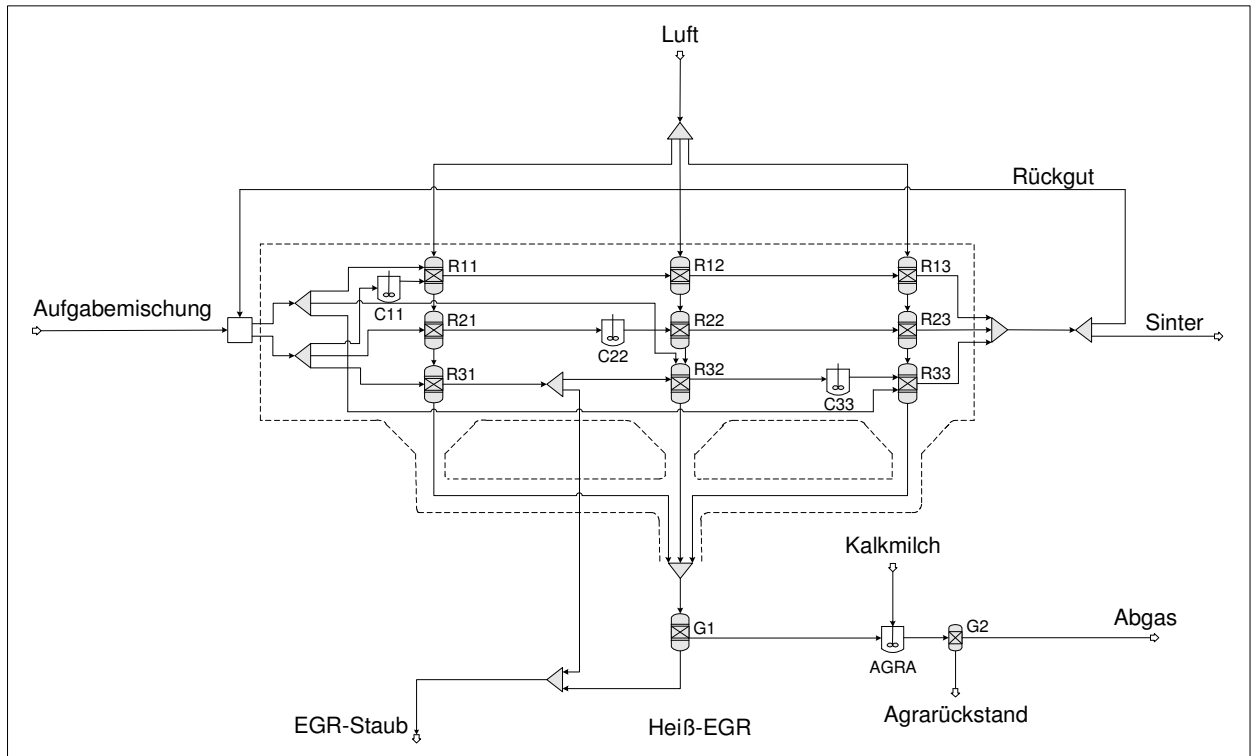 Luft
Rückgut
R11
R12
R13
C11
Aufgabemischung
R21
R22
R23
Sinter
C22
R31
R32
R33
C33
Kalkmilch
G1
G2
Abgas
AGRA
EGR-Staub
Heiß-EGR
Agrarückstand